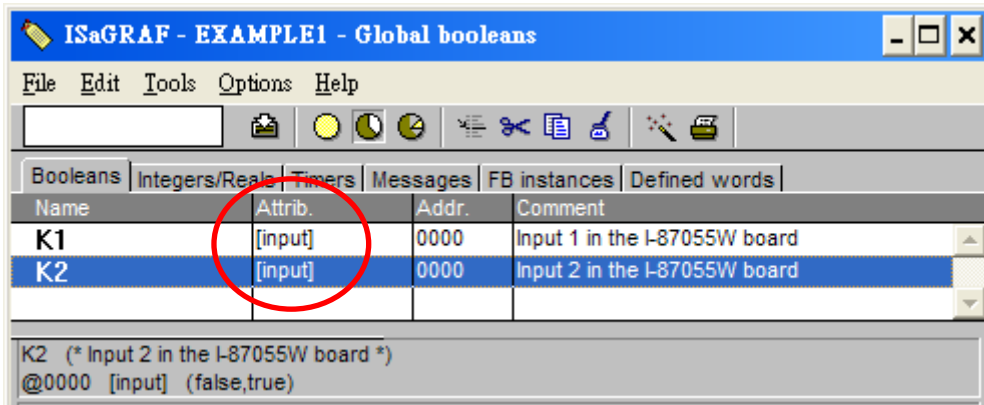 ISaGRAF - EXAMPLE1 - Global booleans
File Edit Tools Options Help
Booleans Integers/Reals Timers Messages FB instances Defined words
Name Attrib. Addr. Comment
K1 [input] 0000 Input 1 in the I-87055W board
K2 [input] 0000 Input 2 in the I-87055W board
K2 (* Input 2 in the I-87055W board *)
@0000 [input] (false,true)